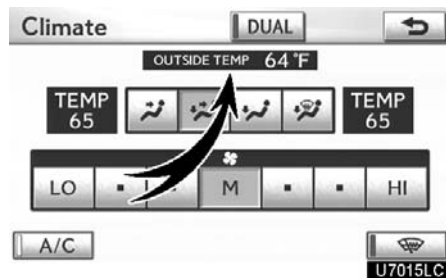 Climate DUAL
OUTSIDE TEMP 64°F
TEMP 65 TEMP 65
LO M HI
A/C
U7015LC